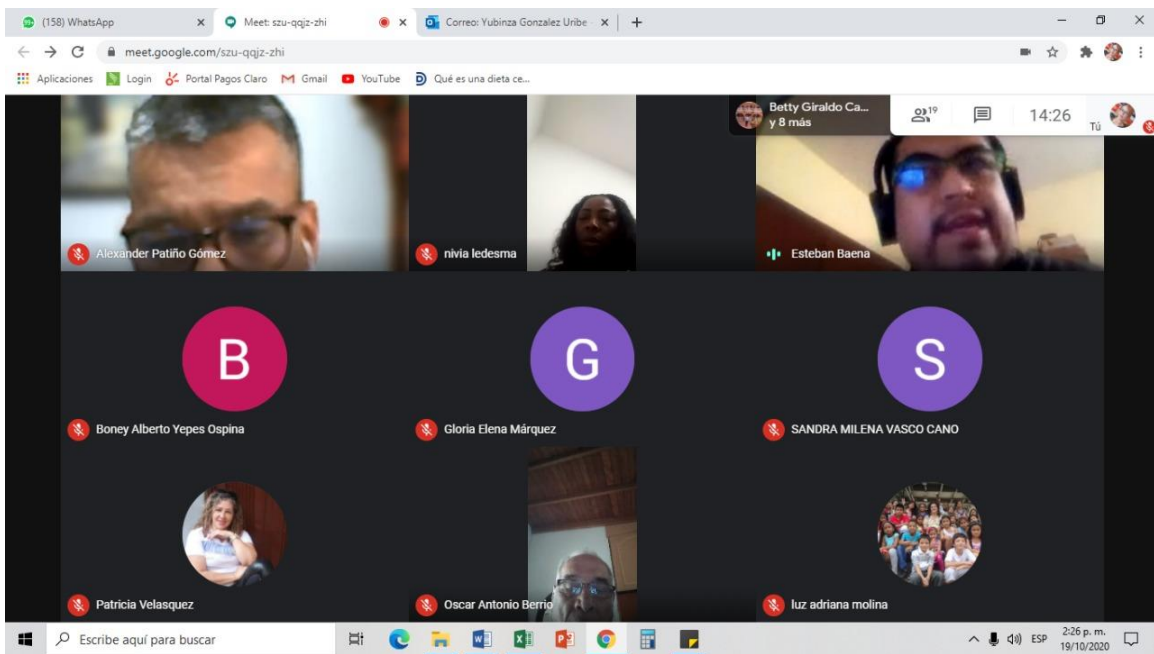 (158) WhatsApp
Meet: szu-qqjz-zhi
Correo: Yubinza Gonzalez Uribe -
meet.google.com/szu-qqjz-zhi
Aplicaciones
Login
Portal Pagos Claro
Gmail
YouTube
Qué es una dieta ce...
Betty Giraldo Ca...
y 8 más
19
14:26
Tú
Alexander Patiño Gómez
nivia ledesma
Esteban Baena
B
G
S
Boney Alberto Yepes Ospina
Gloria Elena Márquez
SANDRA MILENA VASCO CANO
Patricia Velasquez
Oscar Antonio Berrio
luz adriana molina
Escribe aquí para buscar
ESP
2:26 p. m.
19/10/2020